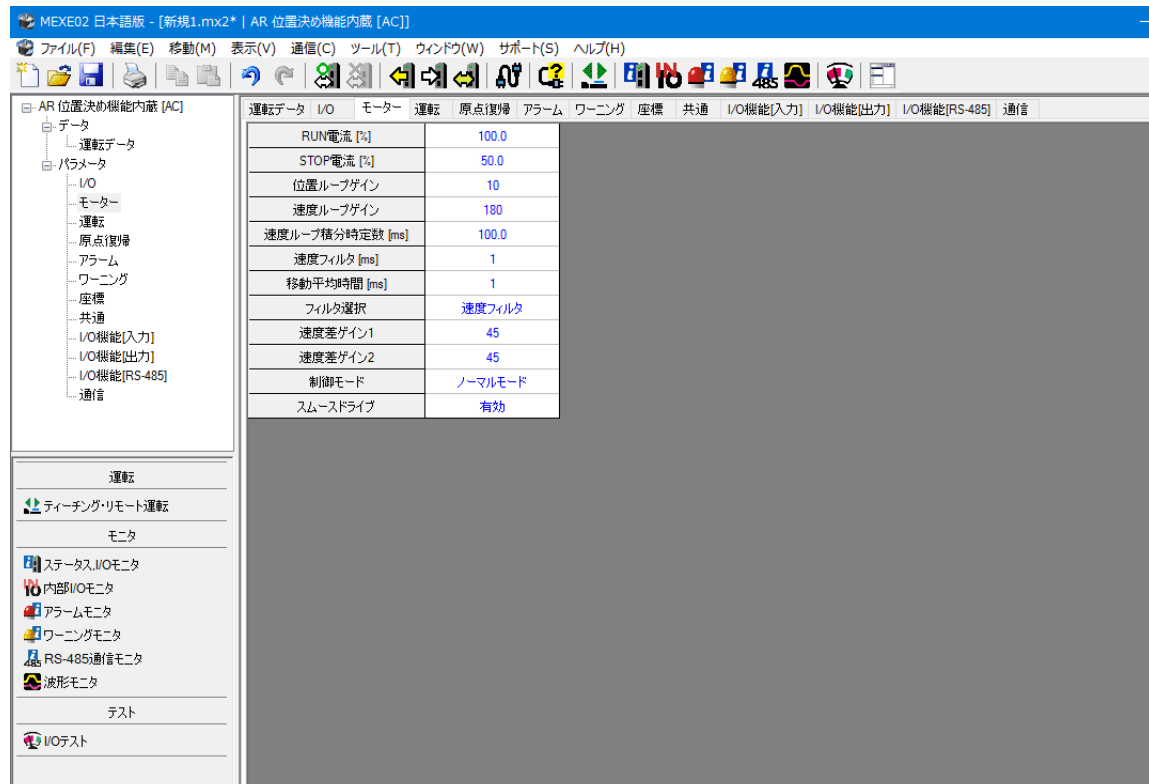 MEXE02 日本語版 - [新規1.mx2* | AR 位置決め機能内蔵 [AC]]
ファイル(F) 編集(E) 移動(M) 表示(V) 通信(C) ツール(T) ウィンドウ(W) サポート(S) ヘルプ(H)
AR 位置決め機能内蔵 [AC]
データ
運転データ
パラメータ
I/O
モーター
運転
原点復帰
アラーム
ワーニング
座標
共通
I/O機能[入力]
I/O機能[出力]
I/O機能[RS-485]
通信
運転データ I/O モーター 運転 原点復帰 アラーム ワーニング 座標 共通 I/O機能[入力] I/O機能[出力] I/O機能[RS-485] 通信
RUN電流 [%] 100.0
STOP電流 [%] 50.0
位置ループゲイン 10
速度ループゲイン 180
速度ループ積分時定数 [ms] 100.0
速度フィルタ [ms] 1
移動平均時間 [ms] 1
フィルタ選択 速度フィルタ
速度差ゲイン1 45
速度差ゲイン2 45
制御モード ノーマルモード
スムースドライブ 有効
運転
ティーチング・リモート運転
モニタ
ステータス,I/Oモニタ
内部I/Oモニタ
アラームモニタ
ワーニングモニタ
RS-485通信モニタ
波形モニタ
テスト
I/Oテスト